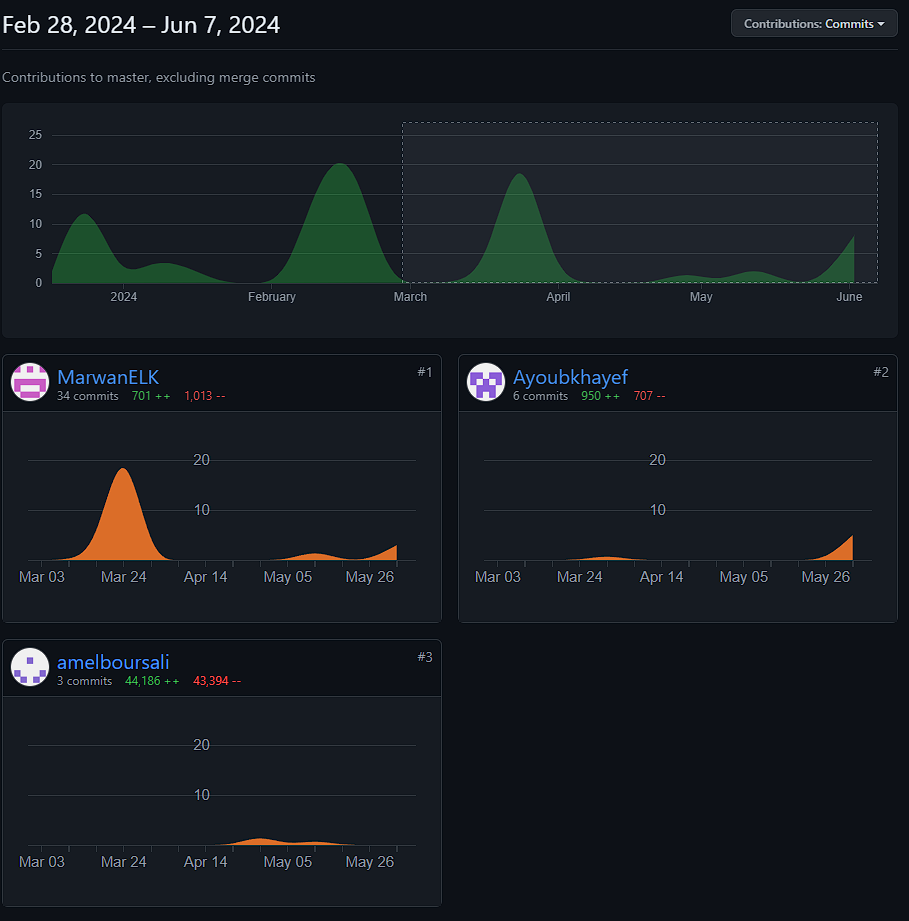 Feb 28, 2024 – Jun 7, 2024
Contributions: Commits
Contributions to master, excluding merge commits
25
20
15
10
5
0
2024 February March April May June
MarwanELK #1
34 commits 701 ++ 1,013 --
20
10
Mar 03 Mar 24 Apr 14 May 05 May 26
Ayoubkhayef #2
6 commits 950 ++ 707 --
20
10
Mar 03 Mar 24 Apr 14 May 05 May 26
amelboursali #3
3 commits 44,186 ++ 43,394 --
20
10
Mar 03 Mar 24 Apr 14 May 05 May 26